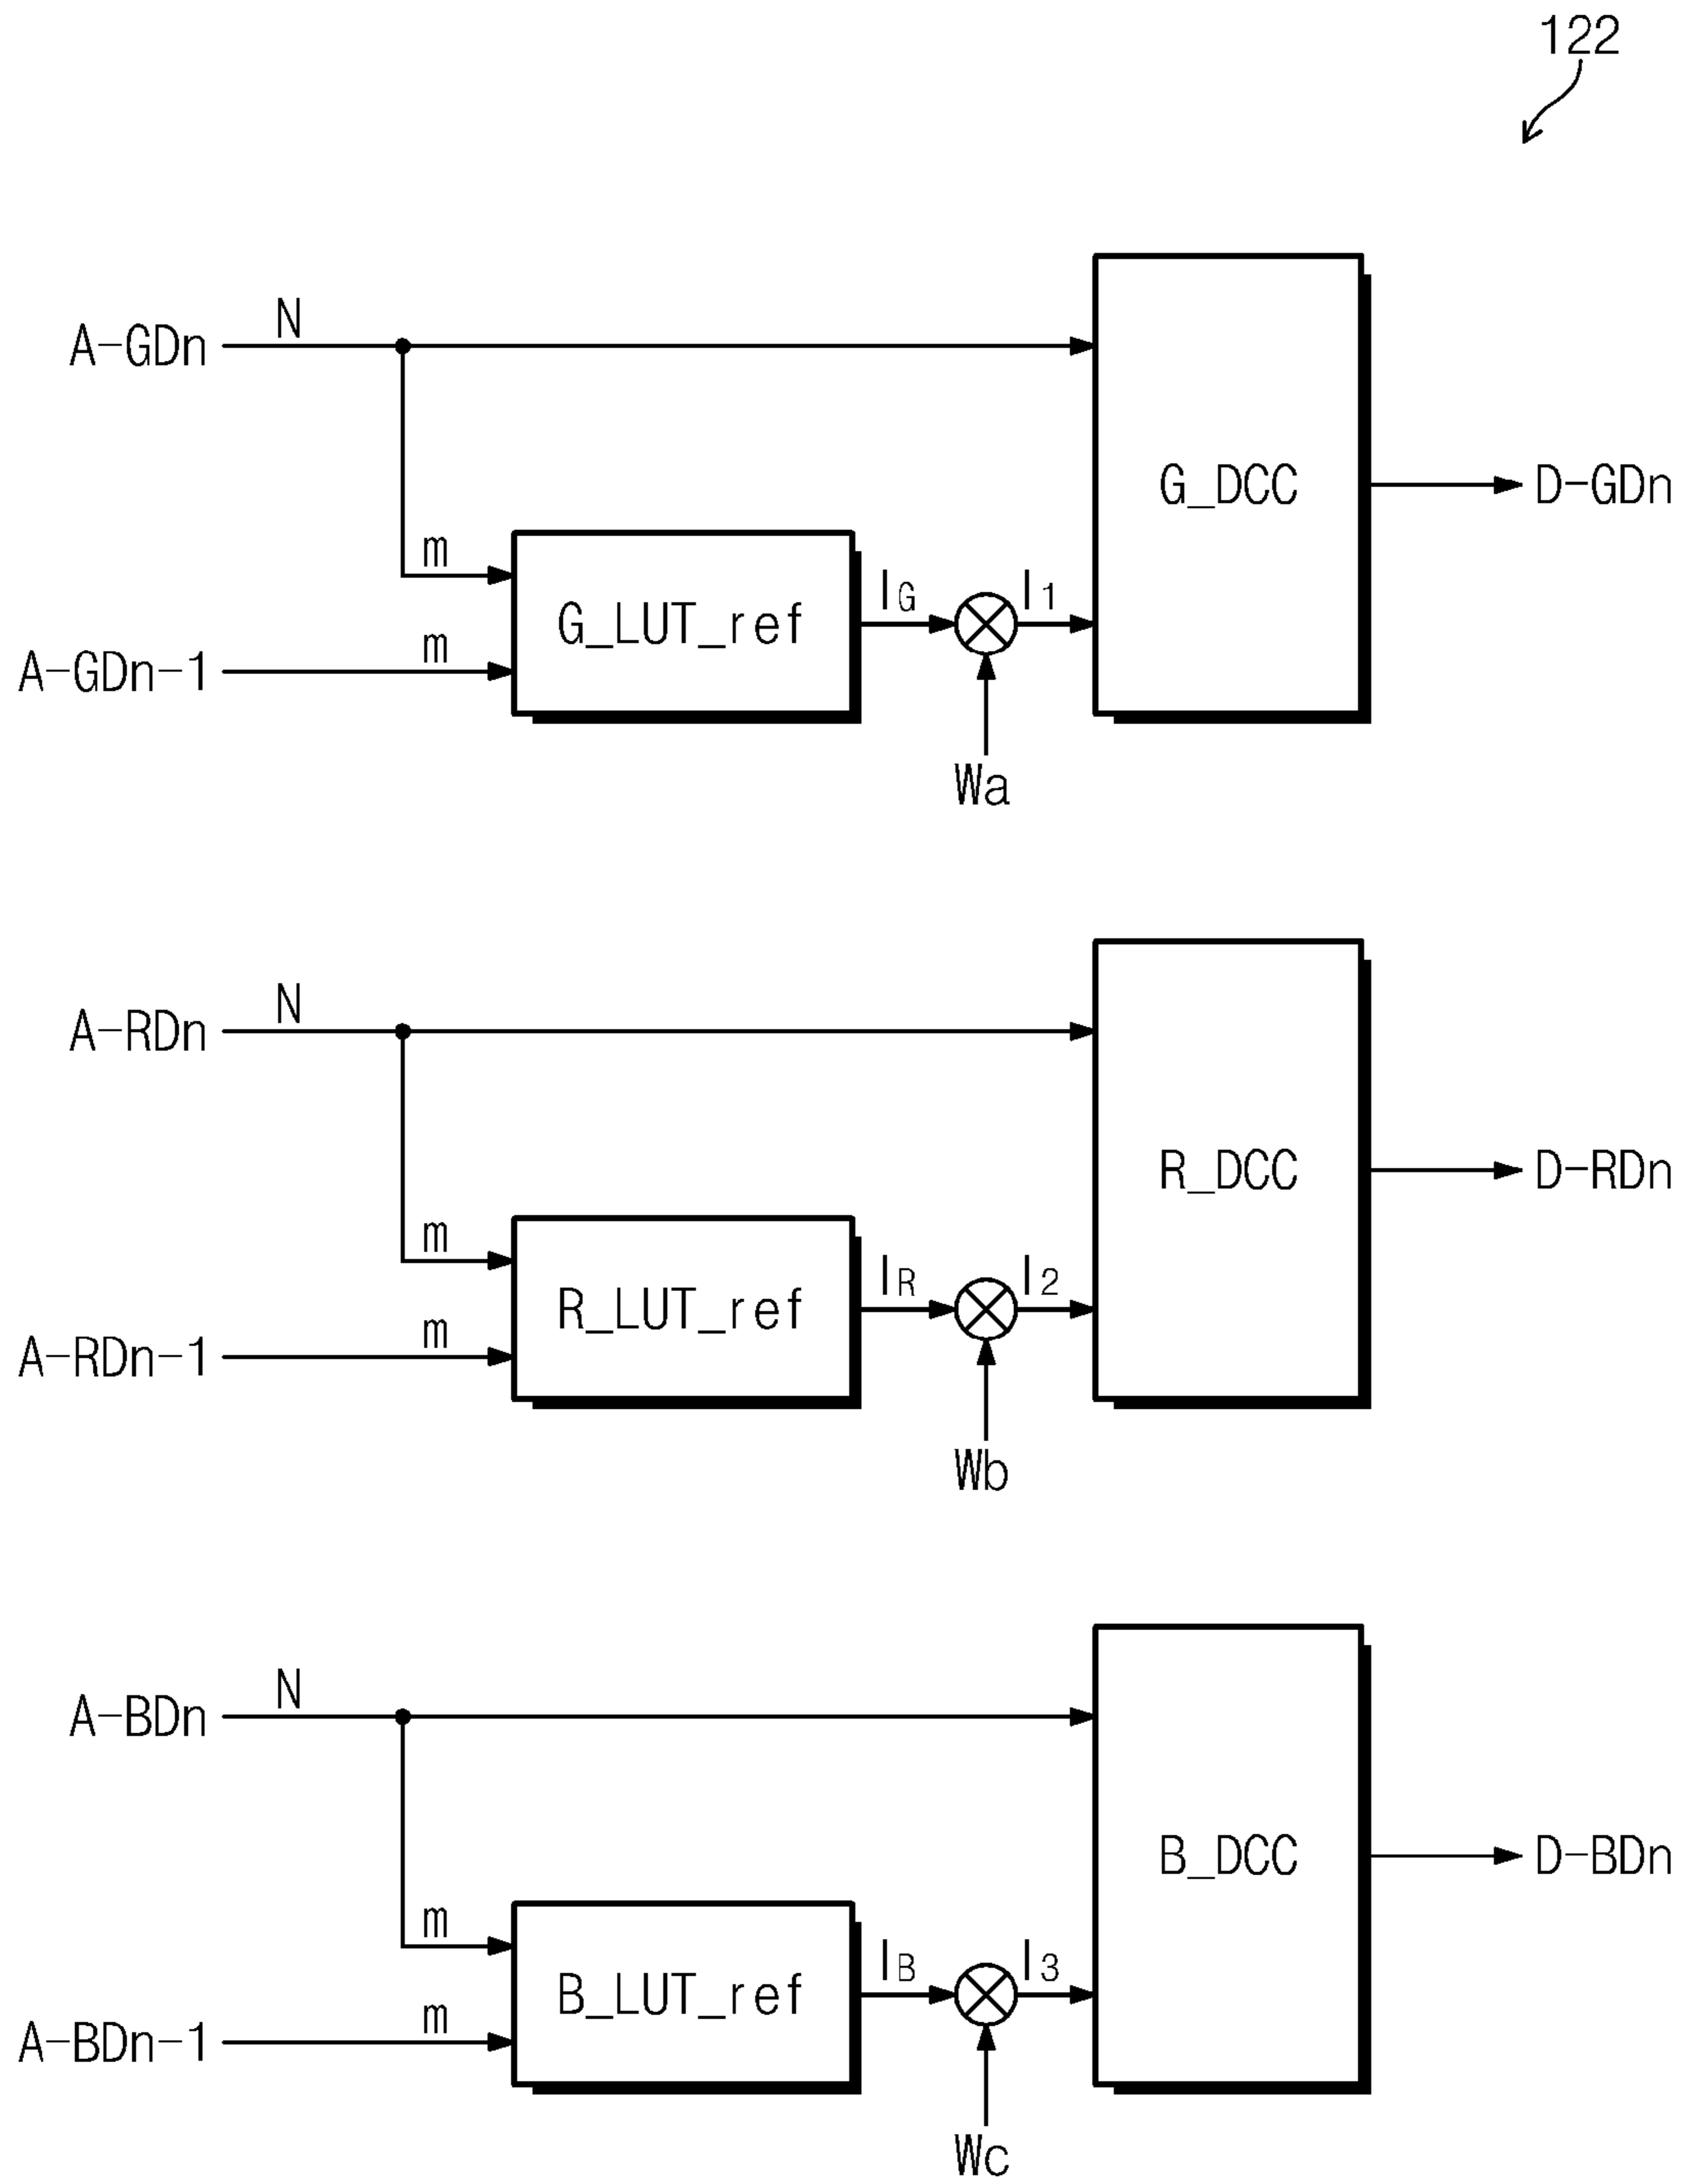 122
A-GDn
N
m
A-GDn-1
m
G_LUT_ref
IG
I1
Wa
G_DCC
D-GDn
A-RDn
N
m
A-RDn-1
m
R_LUT_ref
IR
I2
Wb
R_DCC
D-RDn
A-BDn
N
m
A-BDn-1
m
B_LUT_ref
IB
I3
Wc
B_DCC
D-BDn